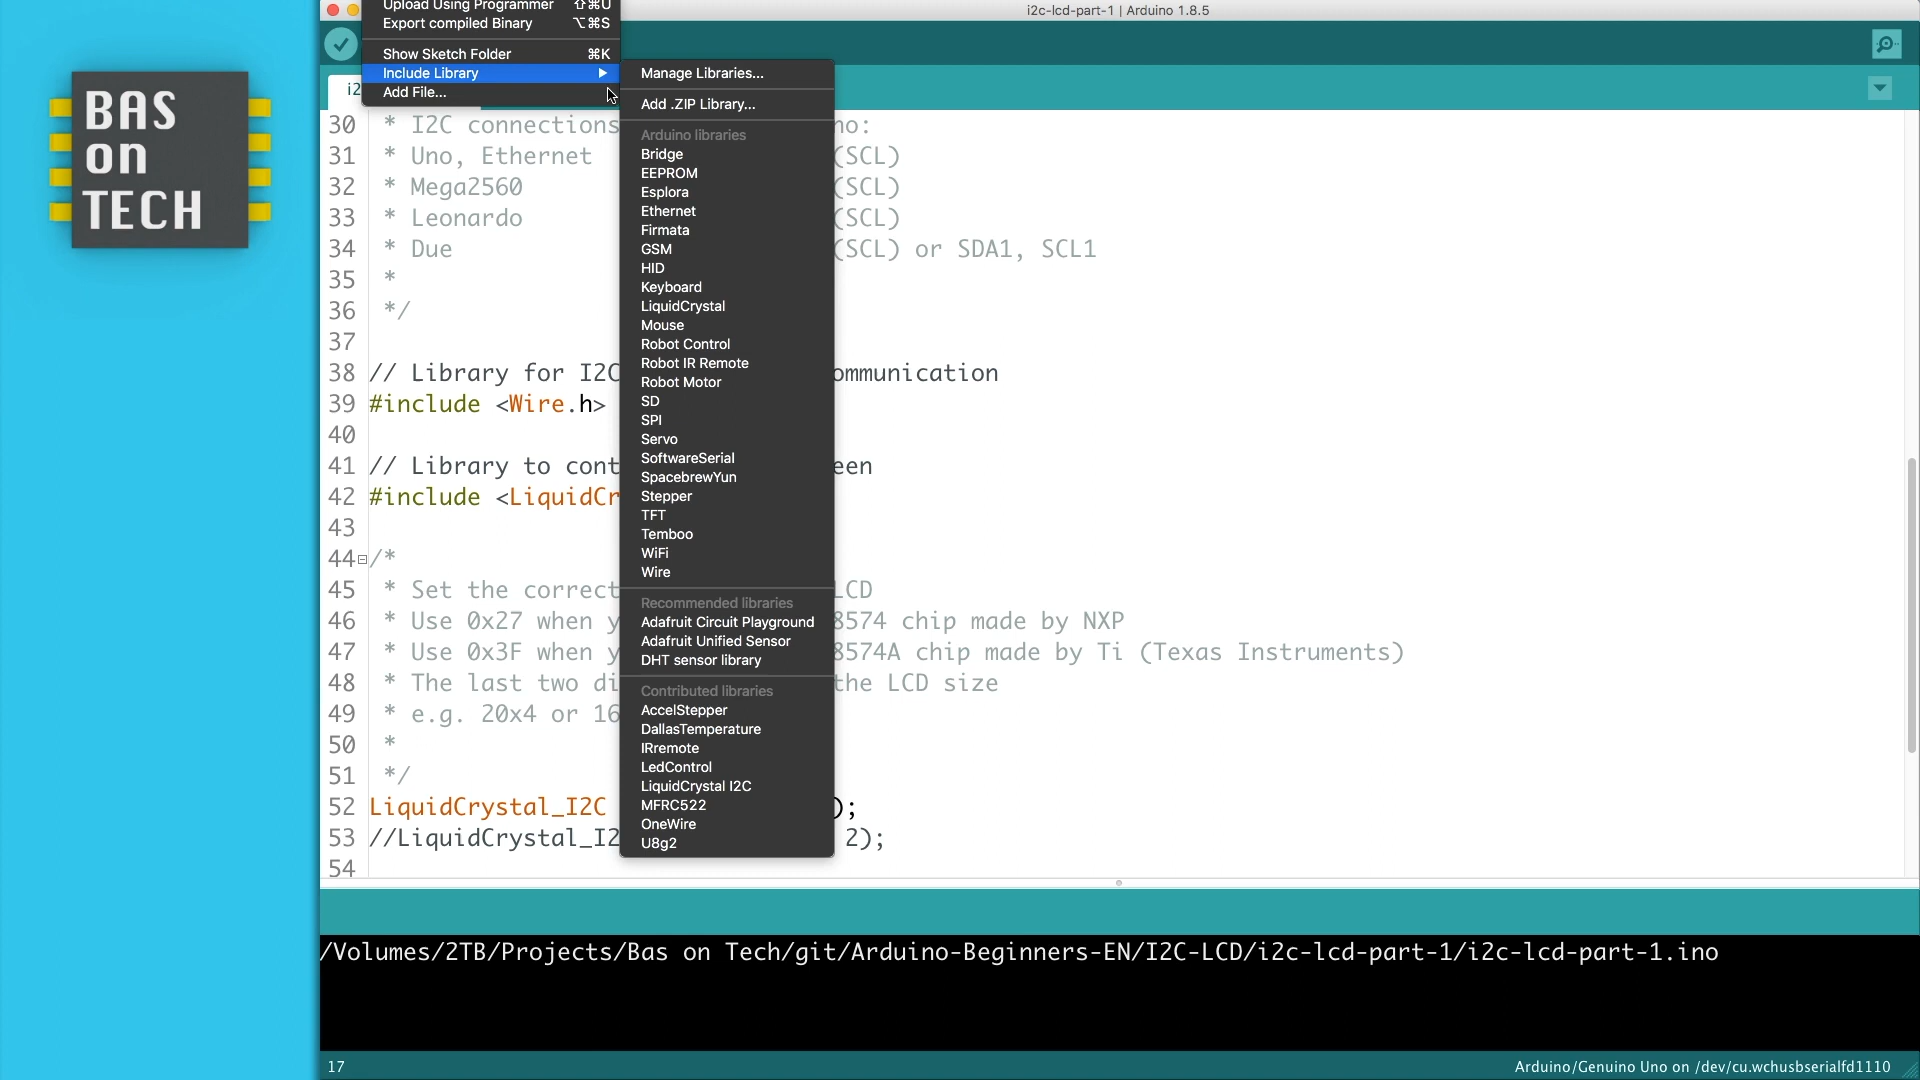 BAS
on
TECH
i2c-lcd-part-1 | Arduino 1.8.5
Upload Using Programmer ⇧⌘U
Export compiled Binary ⌥⌘S
Show Sketch Folder ⌘K
Include Library ▶
Add File...
i2
Manage Libraries...
Add .ZIP Library...
Arduino libraries
Bridge
EEPROM
Esplora
Ethernet
Firmata
GSM
HID
Keyboard
LiquidCrystal
Mouse
Robot Control
Robot IR Remote
Robot Motor
SD
SPI
Servo
SoftwareSerial
SpacebrewYun
Stepper
TFT
Temboo
WiFi
Wire
Recommended libraries
Adafruit Circuit Playground
Adafruit Unified Sensor
DHT sensor library
Contributed libraries
AccelStepper
DallasTemperature
IRremote
LedControl
LiquidCrystal I2C
MFRC522
OneWire
U8g2
30 * I2C connections no:
31 * Uno, Ethernet (SCL)
32 * Mega2560 (SCL)
33 * Leonardo (SCL)
34 * Due (SCL) or SDA1, SCL1
35 *
36 */
37
38 // Library for I2C ommunication
39 #include <Wire.h>
40
41 // Library to cont een
42 #include <LiquidCr
43
44 /*
45 * Set the correct LCD
46 * Use 0x27 when y 8574 chip made by NXP
47 * Use 0x3F when y 8574A chip made by Ti (Texas Instruments)
48 * The last two di the LCD size
49 * e.g. 20x4 or 16
50 *
51 */
52 LiquidCrystal_I2C );
53 //LiquidCrystal_I2 2);
54
/Volumes/2TB/Projects/Bas on Tech/git/Arduino-Beginners-EN/I2C-LCD/i2c-lcd-part-1/i2c-lcd-part-1.ino
17
Arduino/Genuino Uno on /dev/cu.wchusbserialfd1110